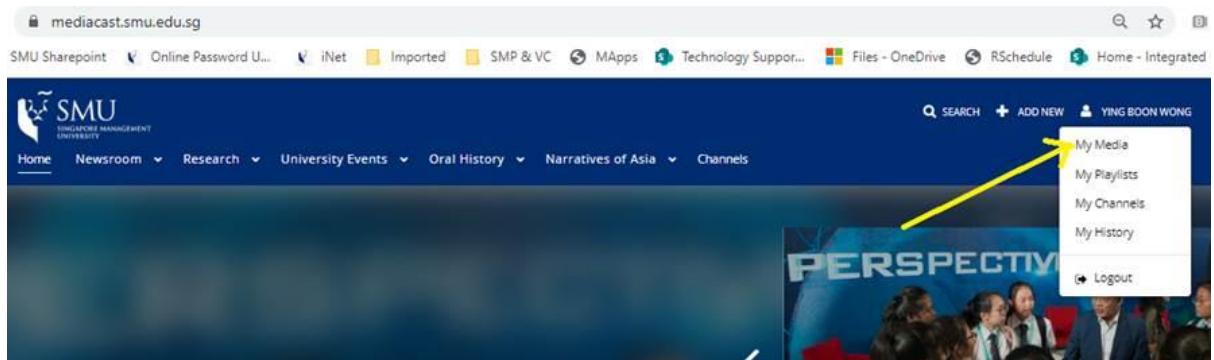 mediacast.smu.edu.sg
SMU Sharepoint Online Password U... iNet Imported SMP & VC MApps Technology Suppor... Files - OneDrive RSchedule Home - Integrated
SMU
SINGAPORE MANAGEMENT
UNIVERSITY
SEARCH ADD NEW YING BOON WONG
Home Newsroom Research University Events Oral History Narratives of Asia Channels
My Media
My Playlists
My Channels
My History
Logout
PERSPECTIV